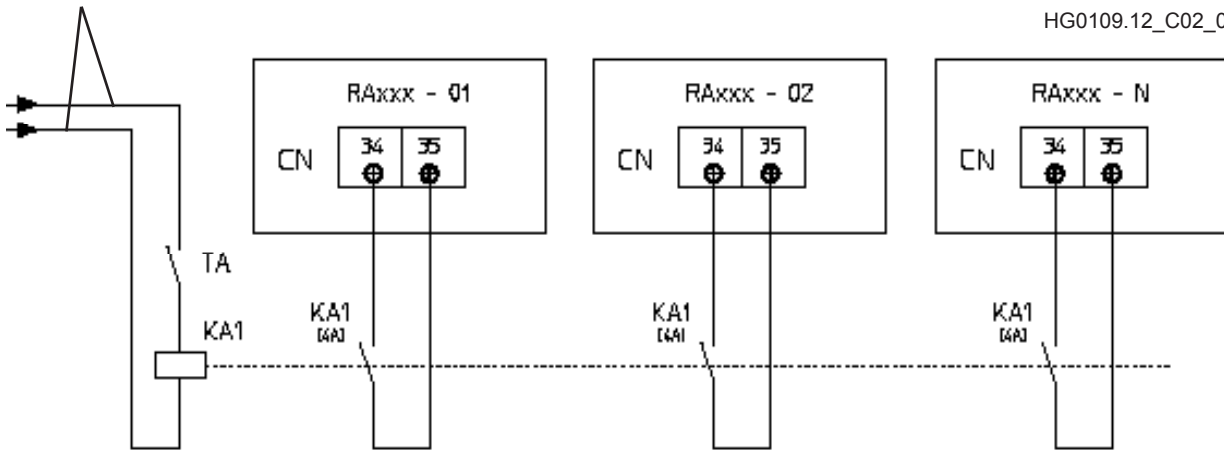 HG0109.12_C02_0
RAxxx - 01
RAxxx - 02
RAxxx - N
CN
34
35
CN
34
35
CN
34
35
TA
KA1
KA1
[4A]
KA1
[4A]
KA1
[4A]